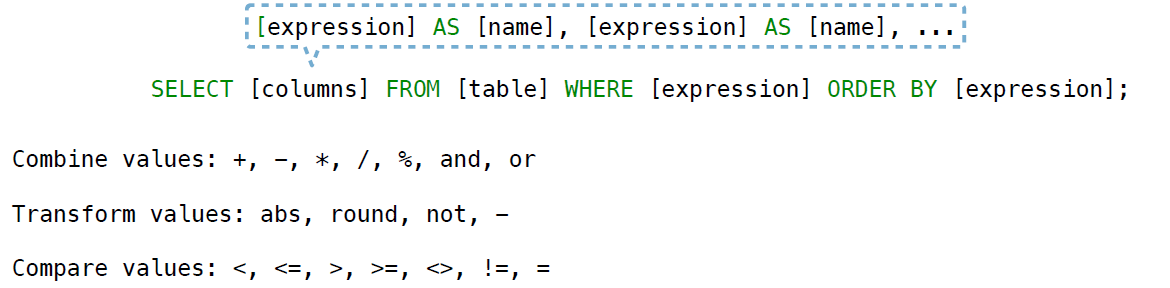 [expression] AS [name], [expression] AS [name], ...
SELECT [columns] FROM [table] WHERE [expression] ORDER BY [expression];
Combine values: +, -, *, /, %, and, or
Transform values: abs, round, not, -
Compare values: <, <=, >, >=, <>, !=, =